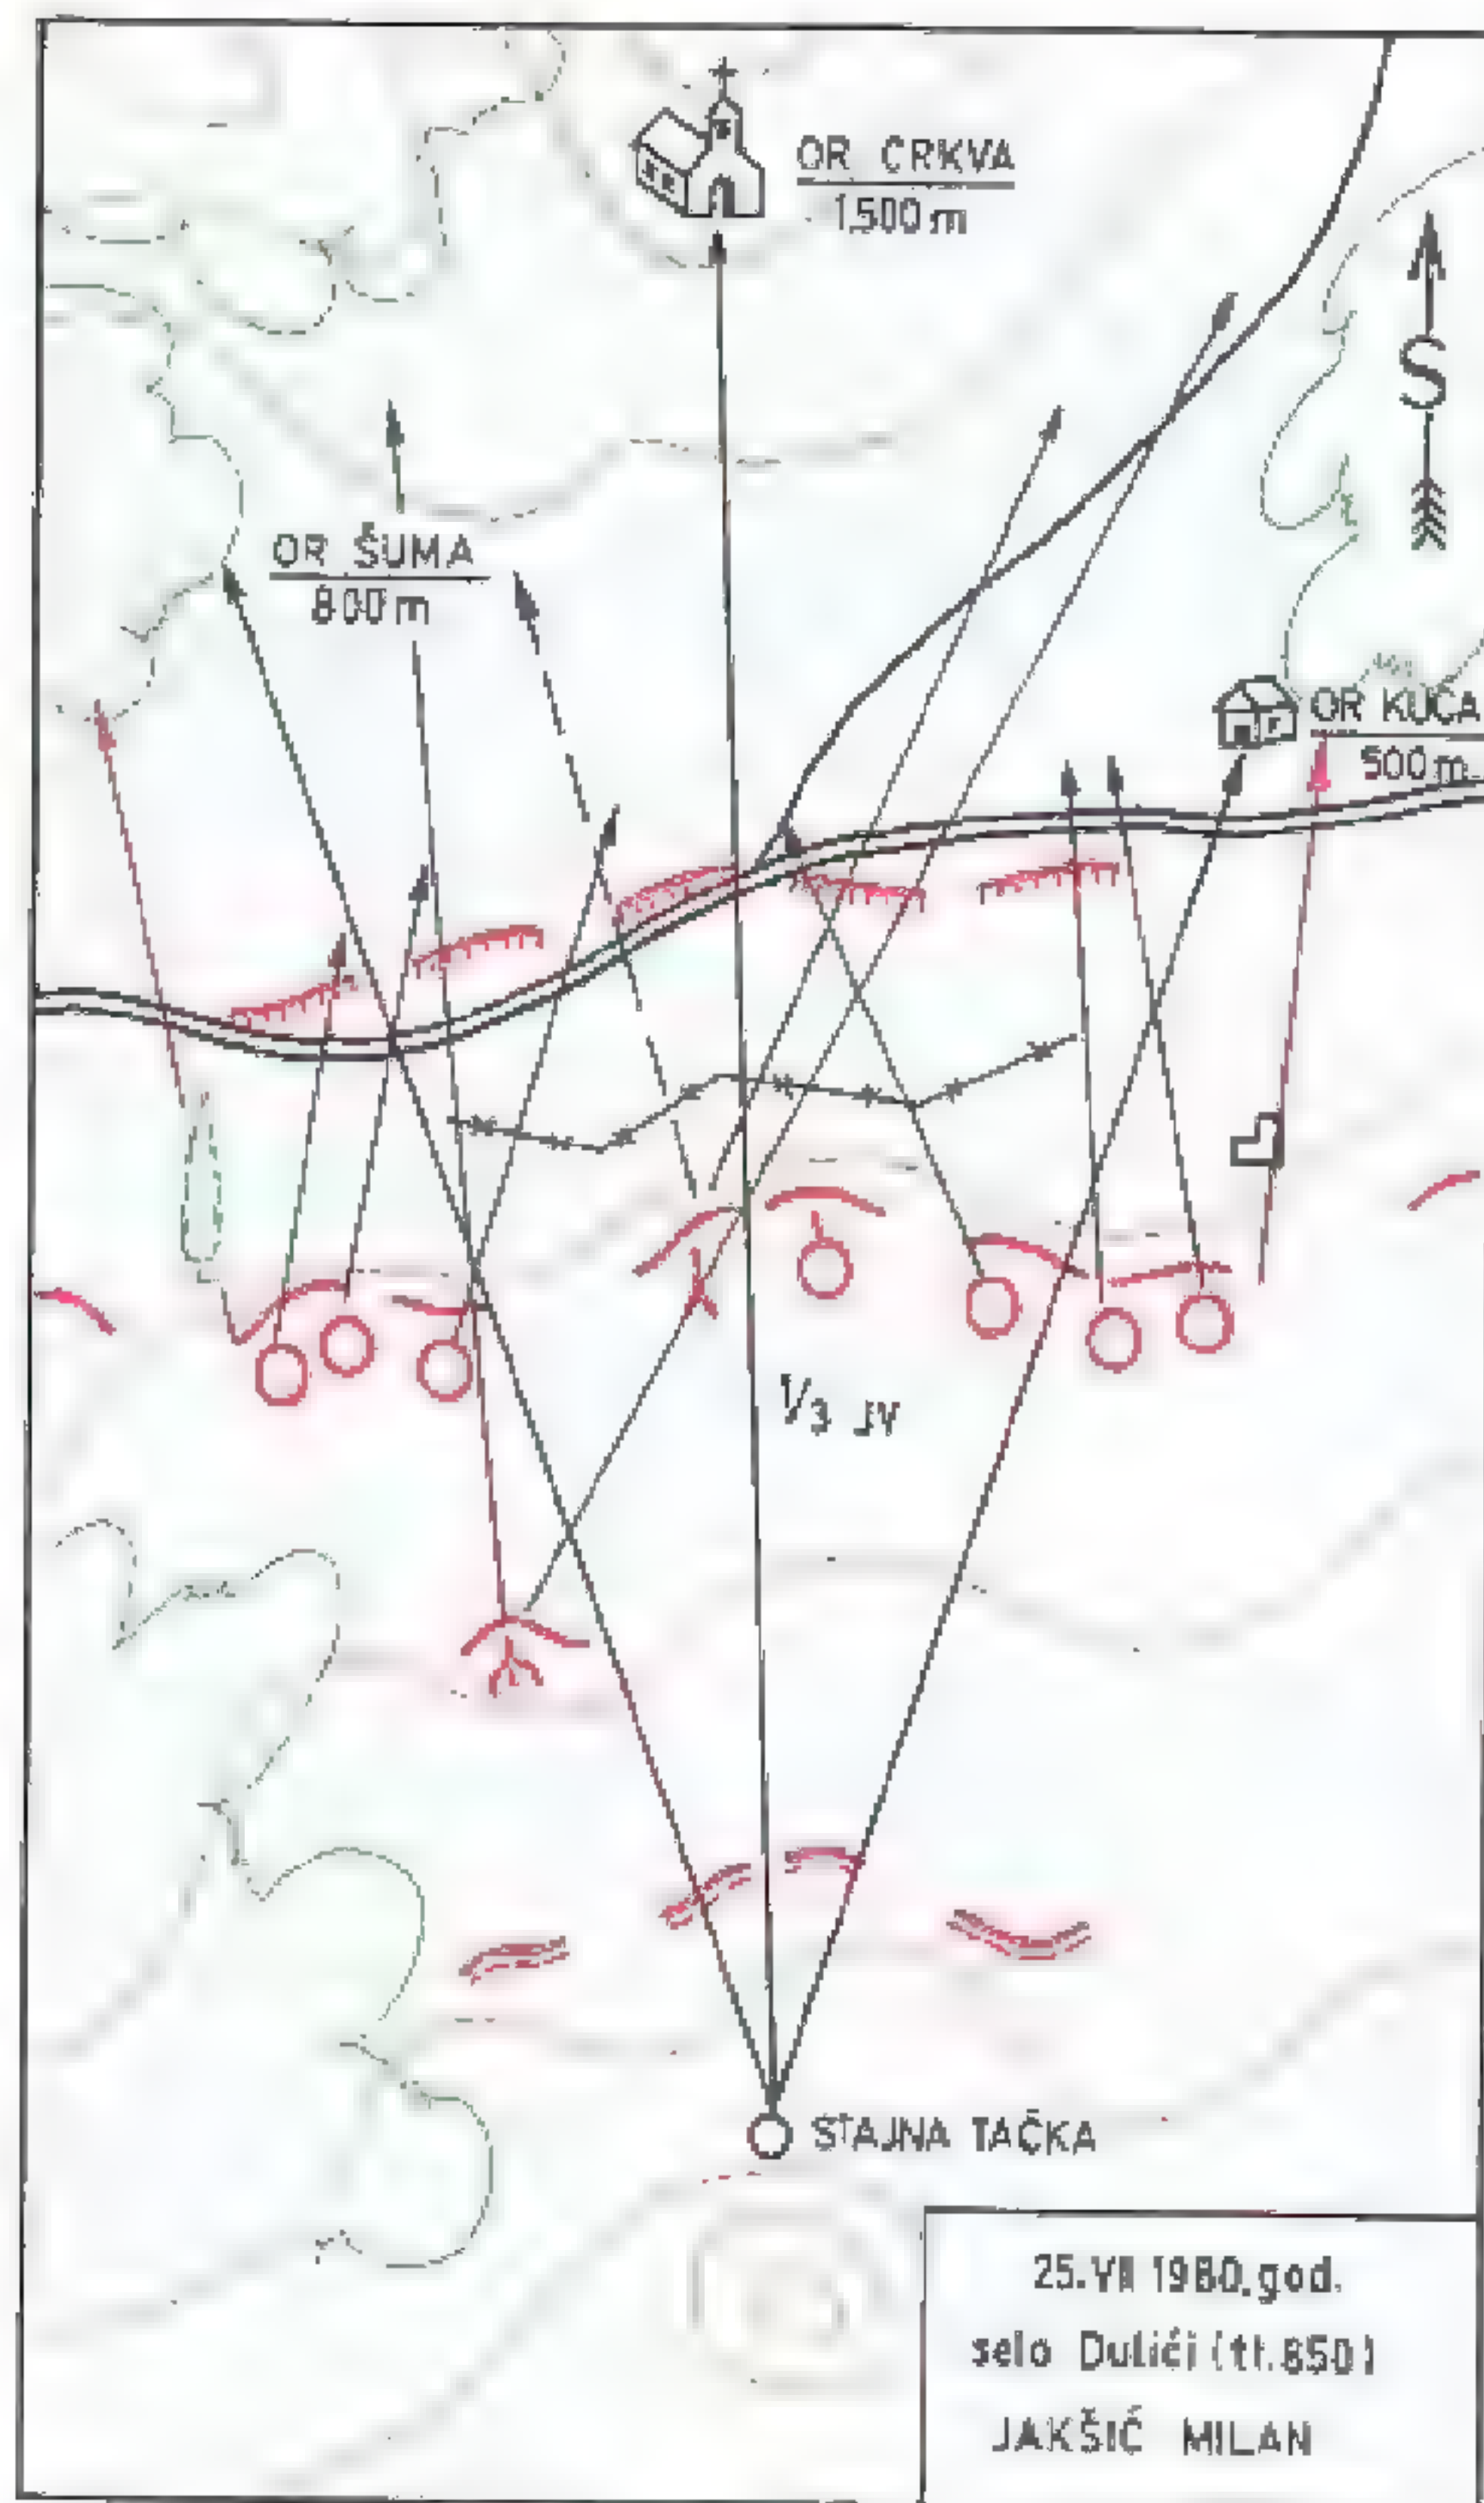 OR CRKVA
1500 m
S
OR ŠUMA
800 m
OR KUĆA
500 m
1/3 JV
STAJNA TAČKA
25. VII 1980. god.
selo Dulići (tt. 850)
JAKŠIĆ MILAN